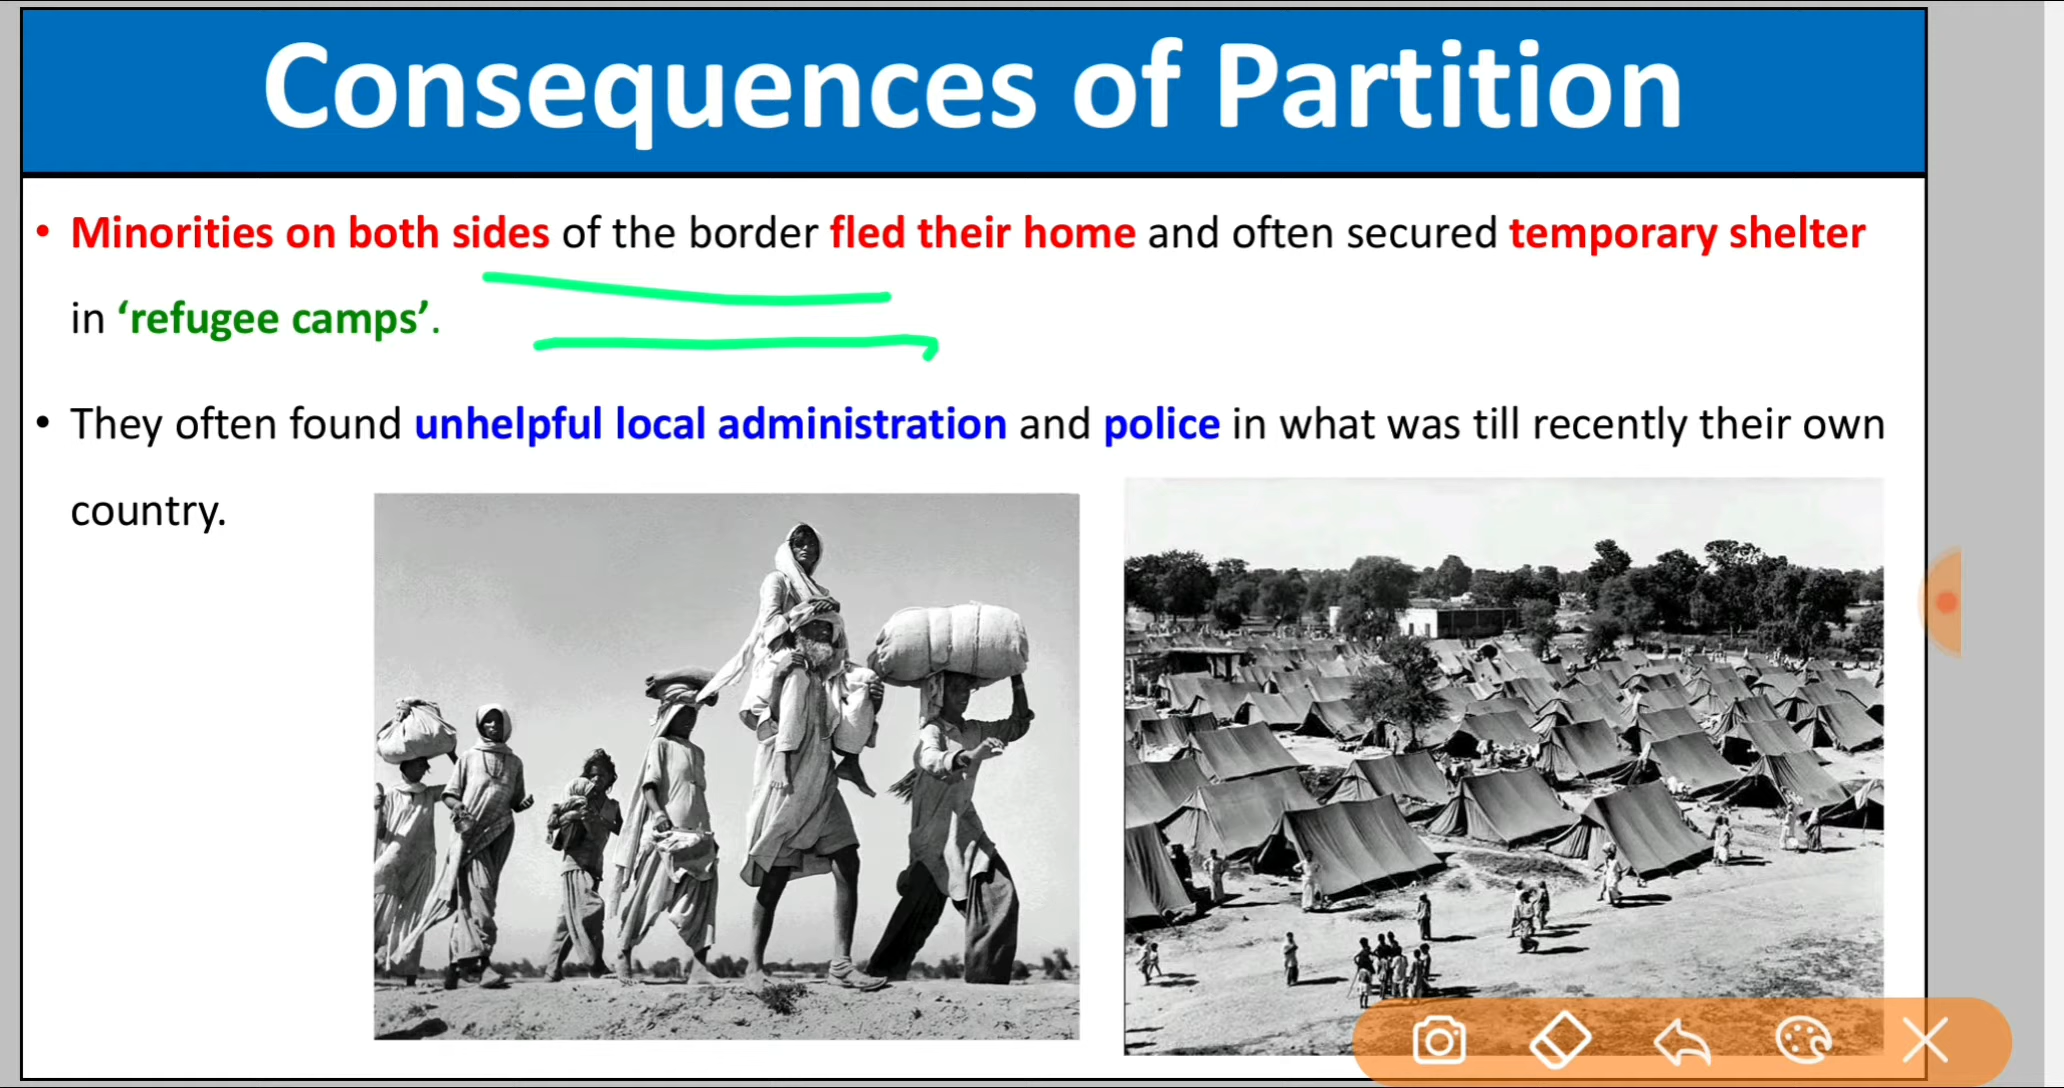 Consequences of Partition
• Minorities on both sides of the border fled their home and often secured temporary shelter
in ‘refugee camps’.
• They often found unhelpful local administration and police in what was till recently their own
country.